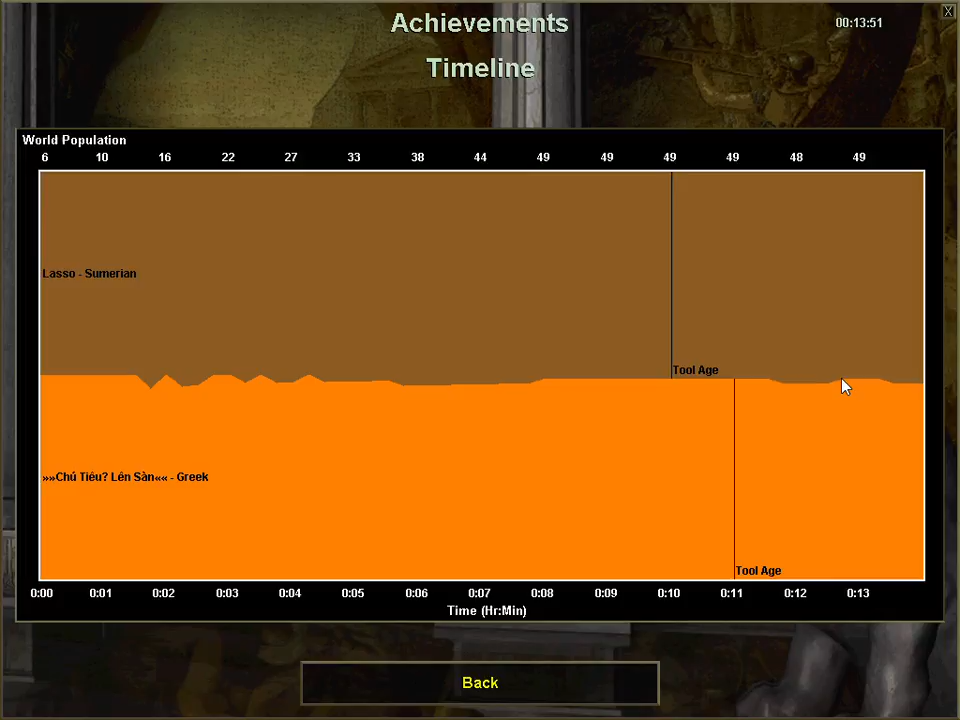 Achievements
00:13:51
X
Timeline
World Population
6 10 16 22 27 33 38 44 49 49 49 49 48 49
Lasso - Sumerian
Tool Age
»»Chú Tiéu? Lên Sàn«« - Greek
Tool Age
0:00 0:01 0:02 0:03 0:04 0:05 0:06 0:07 0:08 0:09 0:10 0:11 0:12 0:13
Time (Hr:Min)
Back